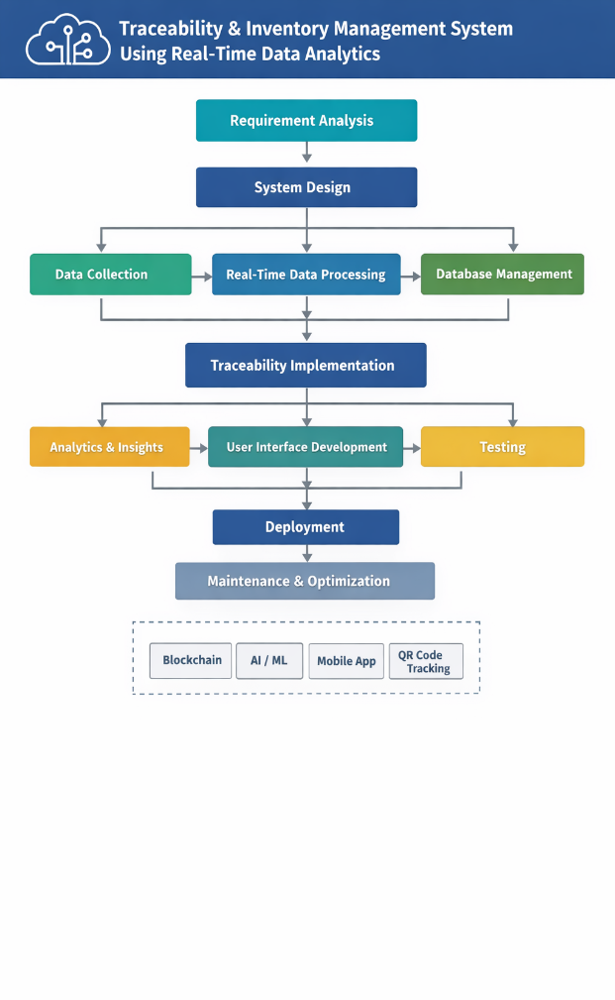 Traceability & Inventory Management System
Using Real-Time Data Analytics
Requirement Analysis
System Design
Data Collection
Real-Time Data Processing
Database Management
Traceability Implementation
Analytics & Insights
User Interface Development
Testing
Deployment
Maintenance & Optimization
Blockchain
AI / ML
Mobile App
QR Code
Tracking